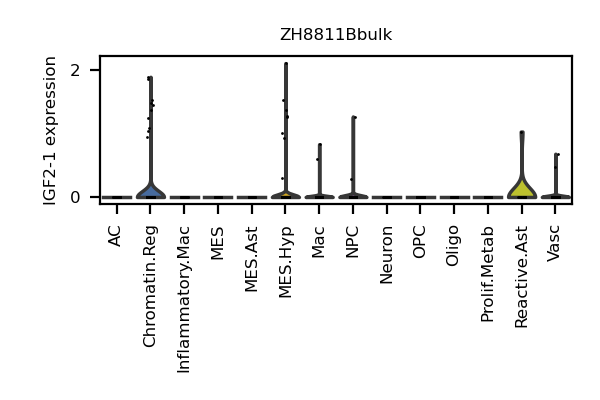 ZH8811Bbulk
IGF2-1 expression
2
0
AC
Chromatin.Reg
Inflammatory.Mac
MES
MES.Ast
MES.Hyp
Mac
NPC
Neuron
OPC
Oligo
Prolif.Metab
Reactive.Ast
Vasc